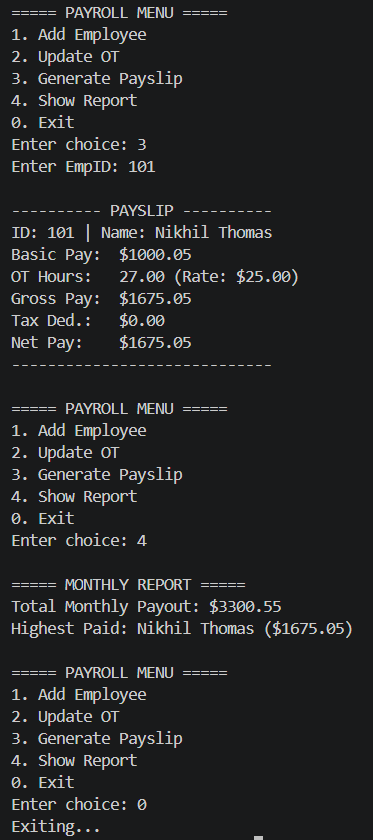 ===== PAYROLL MENU =====
1. Add Employee
2. Update OT
3. Generate Payslip
4. Show Report
0. Exit
Enter choice: 3
Enter EmpID: 101
---------- PAYSLIP ----------
ID: 101 | Name: Nikhil Thomas
Basic Pay:  $1000.05
OT Hours:   27.00 (Rate: $25.00)
Gross Pay:  $1675.05
Tax Ded.:   $0.00
Net Pay:    $1675.05
-----------------------------
===== PAYROLL MENU =====
1. Add Employee
2. Update OT
3. Generate Payslip
4. Show Report
0. Exit
Enter choice: 4
===== MONTHLY REPORT =====
Total Monthly Payout: $3300.55
Highest Paid: Nikhil Thomas ($1675.05)
===== PAYROLL MENU =====
1. Add Employee
2. Update OT
3. Generate Payslip
4. Show Report
0. Exit
Enter choice: 0
Exiting...